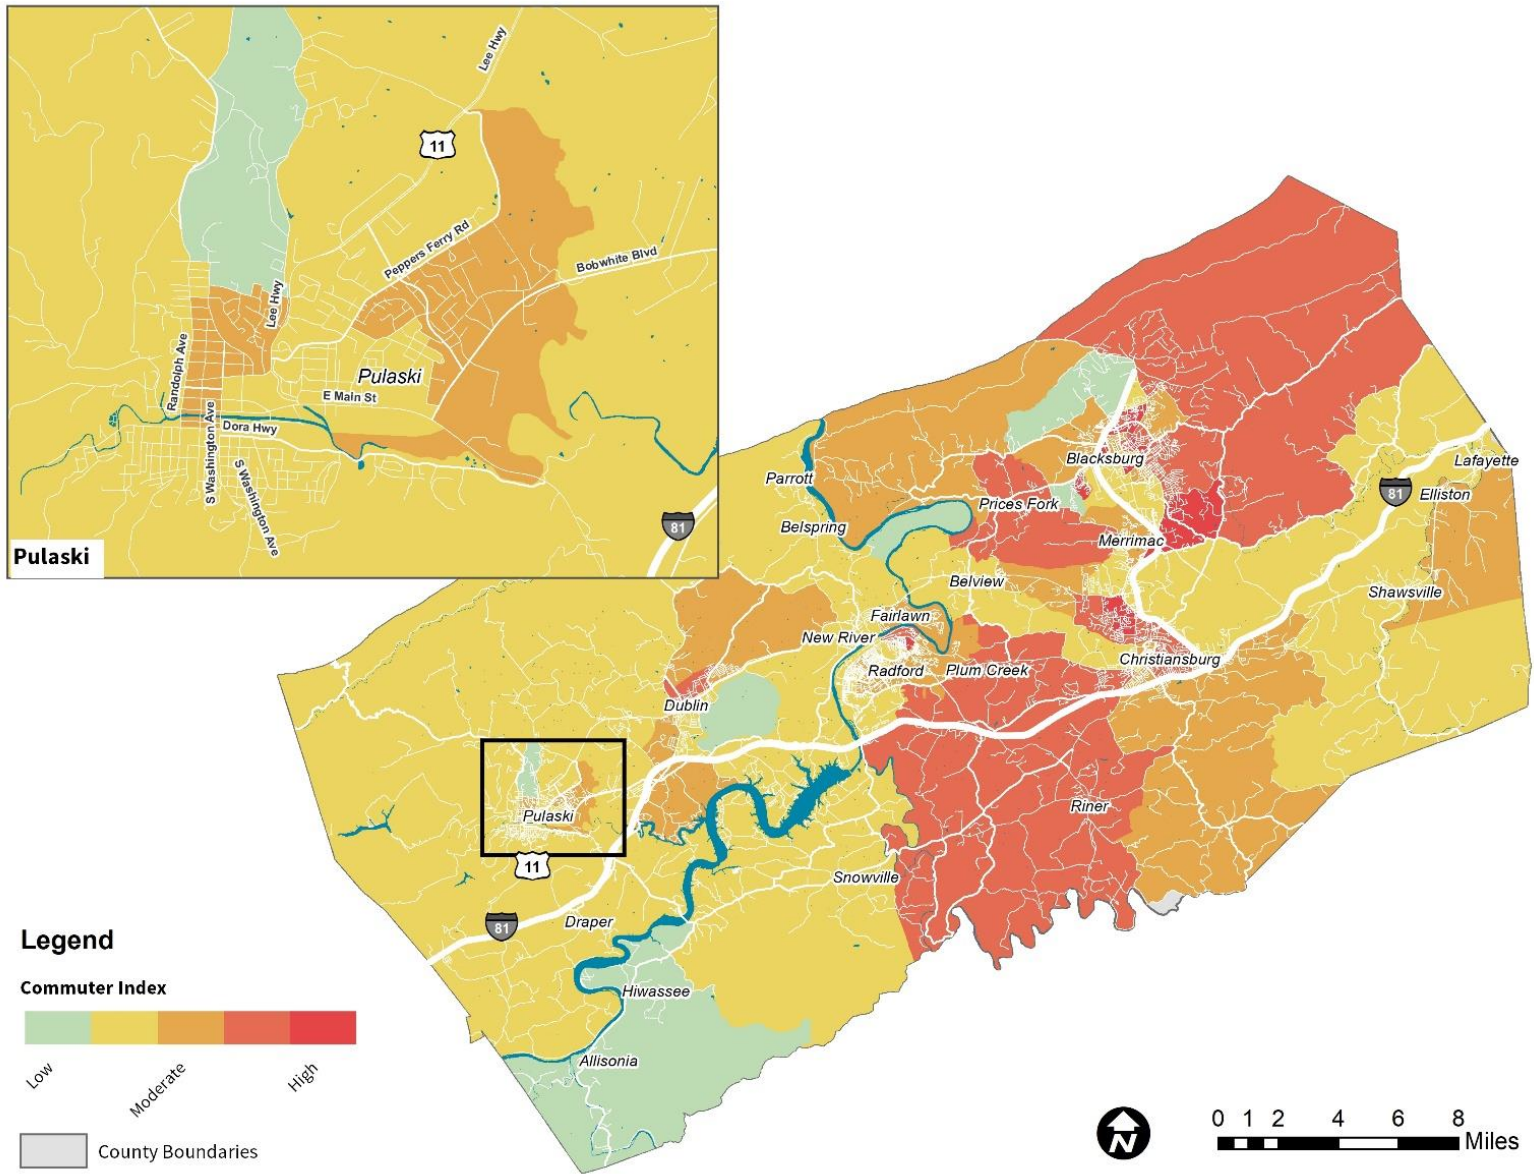 Lee Hwy
11
Peppers Ferry Rd
Bobwhite Blvd
Lee Hwy
Randolph Ave
Pulaski
E Main St
S Washington Ave
Dora Hwy
S Washington Ave
81
Pulaski
Parrott
Belspring
Blacksburg
Prices Fork
Merrimac
Lafayette
81
Elliston
Belview
Shawsville
Fairlawn
New River
Radford
Plum Creek
Christiansburg
Dublin
Pulaski
11
Riner
Snowville
81
Draper
Hiwassee
Allisonia
Legend
Commuter Index
Low
Moderate
High
County Boundaries
N
0 1 2 4 6 8
Miles